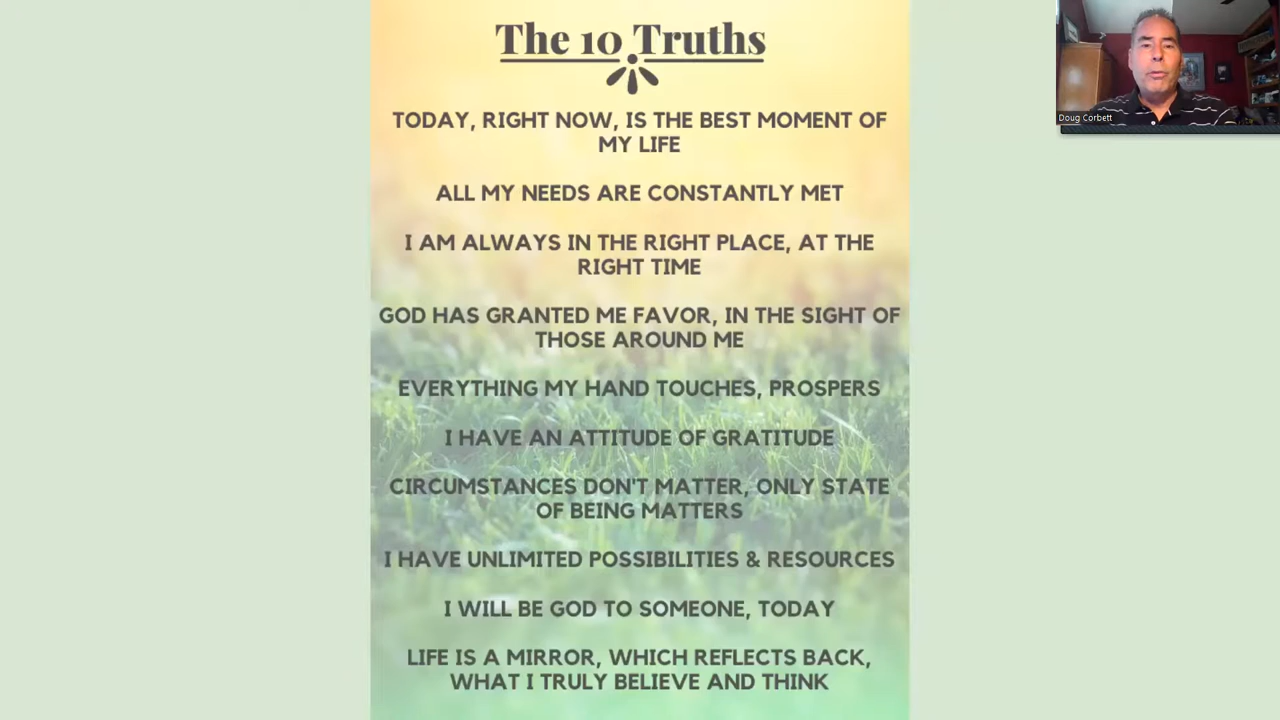 The 10 Truths
TODAY, RIGHT NOW, IS THE BEST MOMENT OF
MY LIFE
ALL MY NEEDS ARE CONSTANTLY MET
I AM ALWAYS IN THE RIGHT PLACE, AT THE
RIGHT TIME
GOD HAS GRANTED ME FAVOR, IN THE SIGHT OF
THOSE AROUND ME
EVERYTHING MY HAND TOUCHES, PROSPERS
I HAVE AN ATTITUDE OF GRATITUDE
CIRCUMSTANCES DON'T MATTER, ONLY STATE
OF BEING MATTERS
I HAVE UNLIMITED POSSIBILITIES & RESOURCES
I WILL BE GOD TO SOMEONE, TODAY
LIFE IS A MIRROR, WHICH REFLECTS BACK,
WHAT I TRULY BELIEVE AND THINK
Doug Corbett